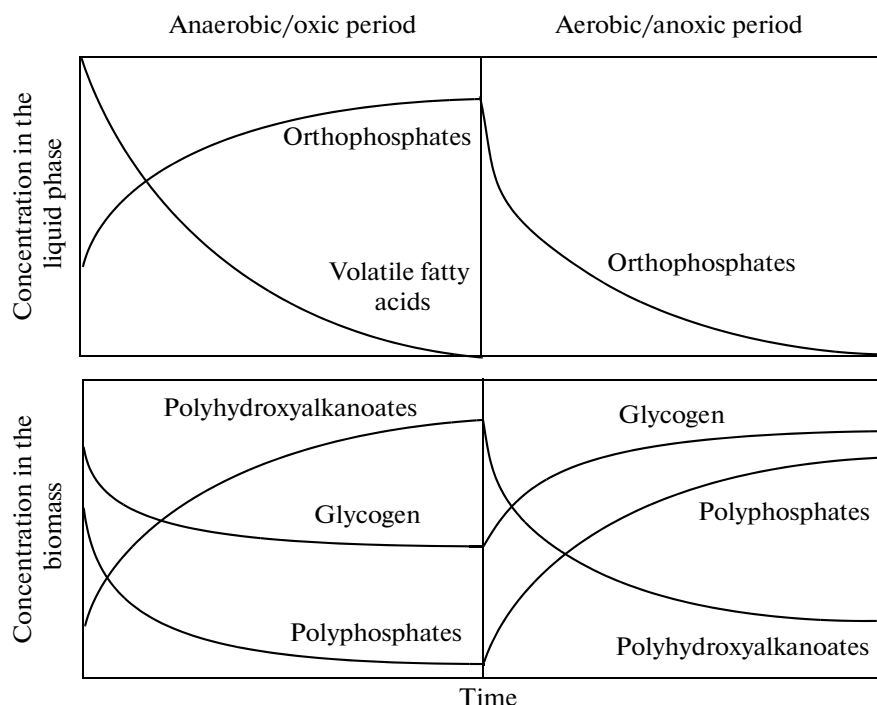 Anaerobic/oxic period
Aerobic/anoxic period
Concentration in the
liquid phase
Orthophosphates
Volatile fatty
acids
Orthophosphates
Concentration in the
biomass
Polyhydroxyalkanoates
Glycogen
Polyphosphates
Glycogen
Polyphosphates
Polyhydroxyalkanoates
Time